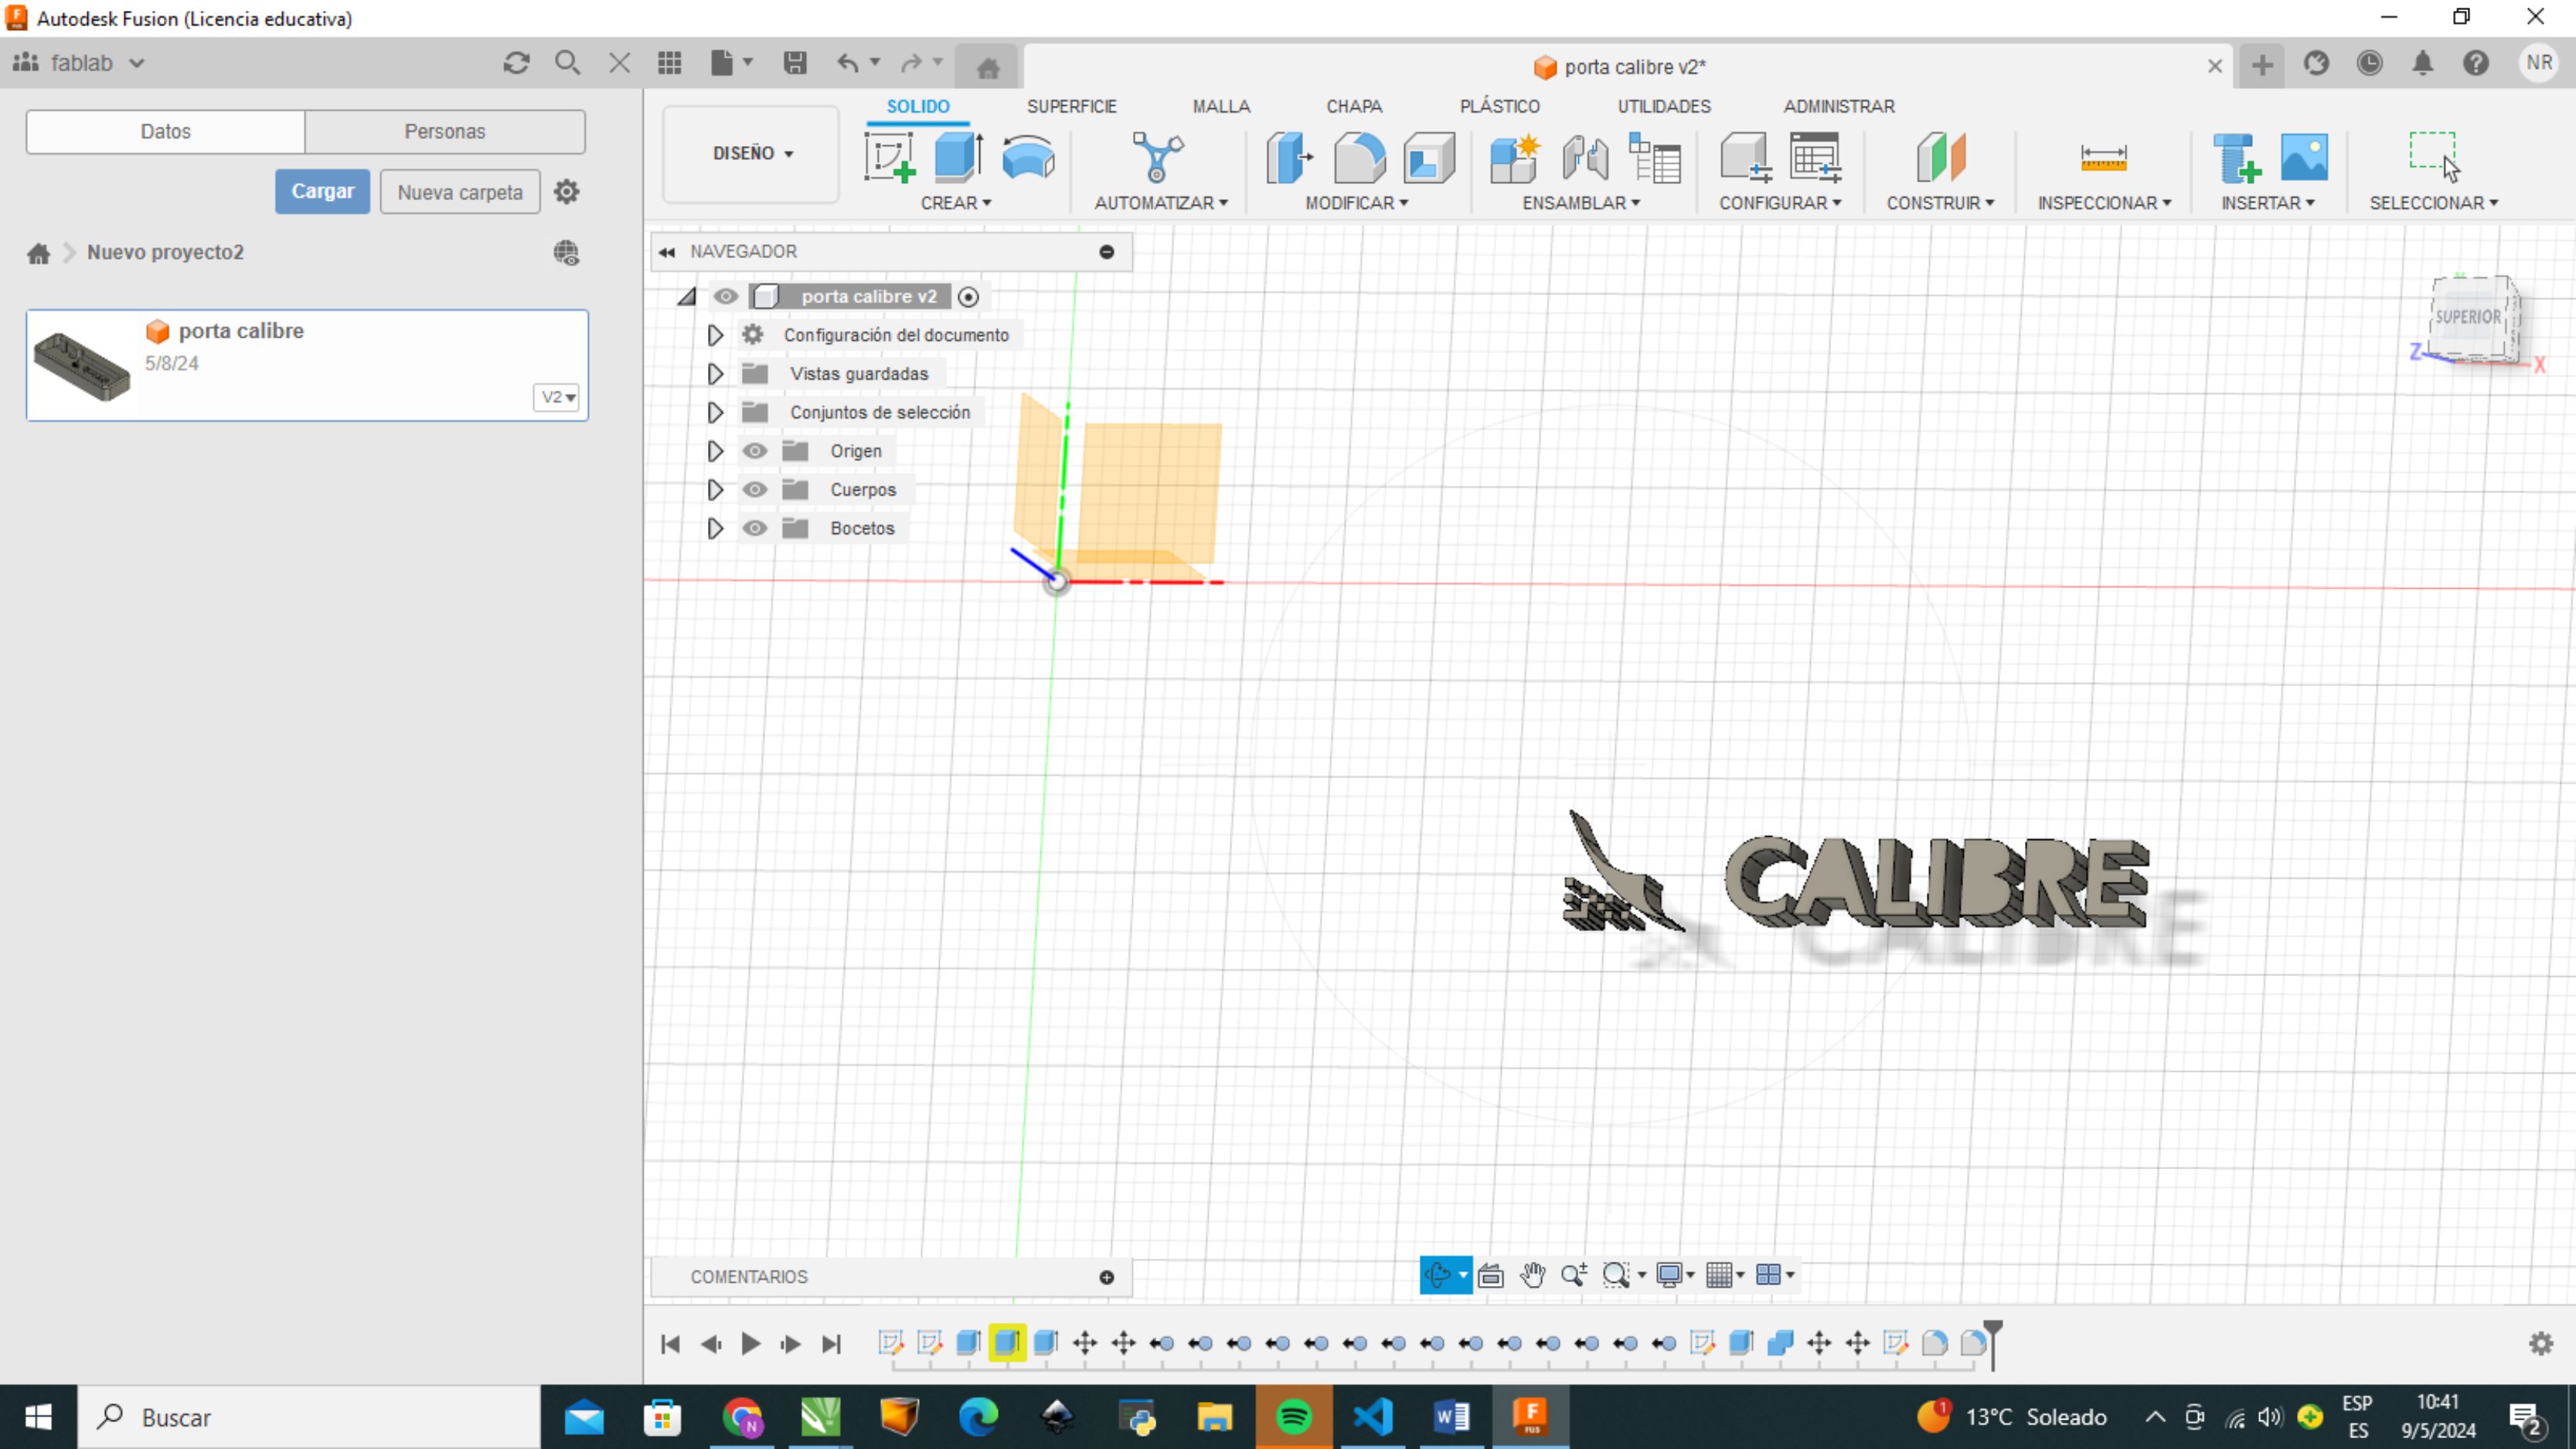 Autodesk Fusion (Licencia educativa)
fablab
porta calibre v2*
NR
Datos
Personas
Cargar
Nueva carpeta
Nuevo proyecto2
porta calibre
5/8/24
V2
DISEÑO
SOLIDO
SUPERFICIE
MALLA
CHAPA
PLÁSTICO
UTILIDADES
ADMINISTRAR
CREAR
AUTOMATIZAR
MODIFICAR
ENSAMBLAR
CONFIGURAR
CONSTRUIR
INSPECCIONAR
INSERTAR
SELECCIONAR
NAVEGADOR
porta calibre v2
Configuración del documento
Vistas guardadas
Conjuntos de selección
Origen
Cuerpos
Bocetos
SUPERIOR
Z
X
CALIBRE
COMENTARIOS
Buscar
N
W
F
FUS
1
13°C Soleado
ESP
ES
10:41
9/5/2024
2